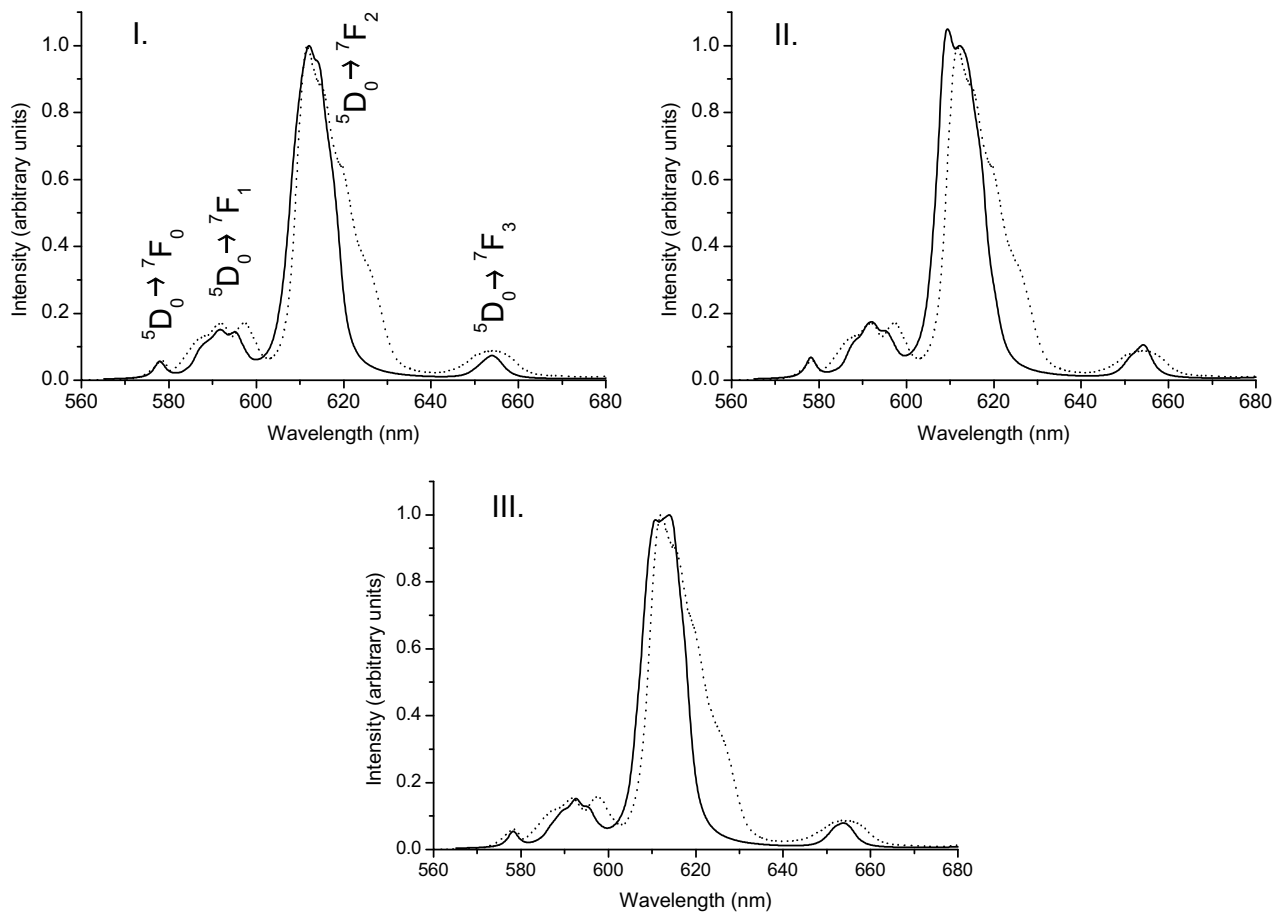 I.
⁵D₀→⁷F₀
⁵D₀→⁷F₁
⁵D₀→⁷F₂
⁵D₀→⁷F₃
Intensity (arbitrary units)
1.0
0.8
0.6
0.4
0.2
0.0
560 580 600 620 640 660 680
Wavelength (nm)
II.
Intensity (arbitrary units)
1.0
0.8
0.6
0.4
0.2
0.0
560 580 600 620 640 660 680
Wavelength (nm)
III.
Intensity (arbitrary units)
1.0
0.8
0.6
0.4
0.2
0.0
560 580 600 620 640 660 680
Wavelength (nm)